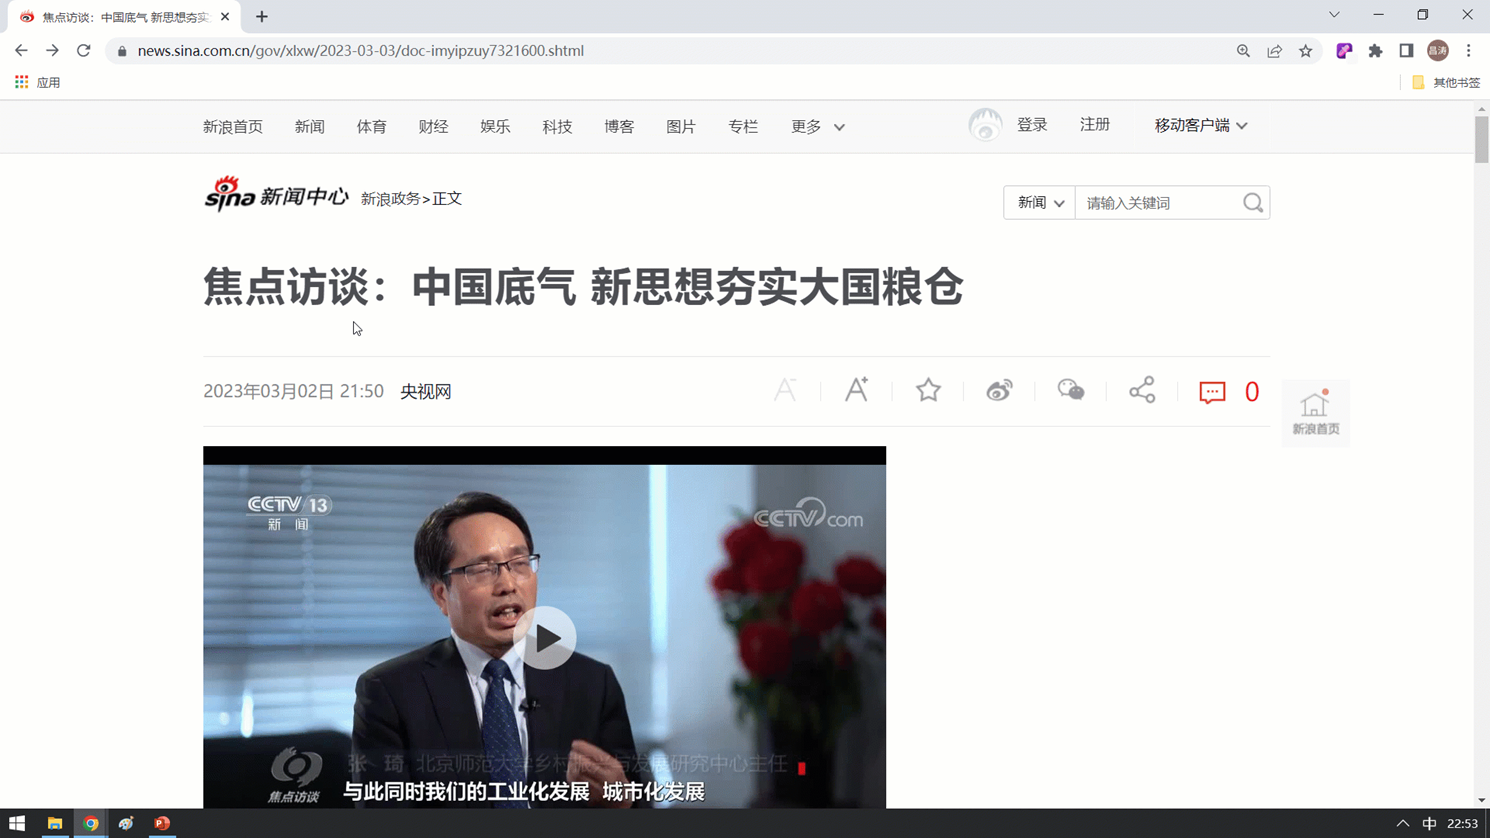 焦点访谈：中国底气 新思想夯实
news.sina.com.cn/gov/xlxw/2023-03-03/doc-imyipzuy7321600.shtml
昌涛
应用
其他书签
新浪首页 新闻 体育 财经 娱乐 科技 博客 图片 专栏 更多 登录 注册 移动客户端
sina 新闻中心 新浪政务>正文
新闻 请输入关键词
焦点访谈：中国底气 新思想夯实大国粮仓
2023年03月02日 21:50 央视网
A- A+ 0
新浪首页
CCTV 13
新 闻
CCTV.com
张 琦 北京师范大学乡村振兴与发展研究中心主任
焦点访谈
与此同时我们的工业化发展 城市化发展
中 22:53